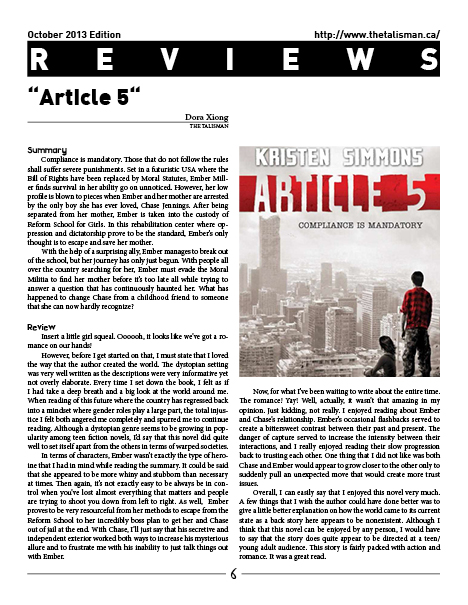 October 2013 Edition
http://www.thetalisman.ca/
REVIEWS
“Article 5“
Dora Xiong
THE TALISMAN
Summary
Compliance is mandatory. Those that do not follow the rules
shall suffer severe punishments. Set in a futuristic USA where the
Bill of Rights have been replaced by Moral Statutes, Ember Mill-
er finds survival in her ability go on unnoticed. However, her low
profile is blown to pieces when Ember and her mother are arrested
by the only boy she has ever loved, Chase Jennings. After being
separated from her mother, Ember is taken into the custody of
Reform School for Girls. In this rehabilitation center where op-
pression and dictatorship prove to be the standard, Ember's only
thought is to escape and save her mother.
With the help of a surprising ally, Ember manages to break out
of the school, but her journey has only just begun. With people all
over the country searching for her, Ember must evade the Moral
Militia to find her mother before it's too late all while trying to
answer a question that has continuously haunted her. What has
happened to change Chase from a childhood friend to someone
that she can now hardly recognize?
Review
Insert a little girl squeal. Oooooh, it looks like we've got a ro-
mance on our hands!
However, before I get started on that, I must state that I loved
the way that the author created the world. The dystopian setting
was very well written as the descriptions were very informative yet
not overly elaborate. Every time I set down the book, I felt as if
I had take a deep breath and a big look at the world around me.
When reading of this future where the country has regressed back
into a mindset where gender roles play a large part, the total injus-
tice I felt both angered me completely and spurred me to continue
reading. Although a dystopian genre seems to be growing in pop-
ularity among teen fiction novels, I'd say that this novel did quite
well to set itself apart from the others in terms of warped societies.
In terms of characters, Ember wasn't exactly the type of hero-
ine that I had in mind while reading the summary. It could be said
that she appeared to be more whiny and stubborn than necessary
at times. Then again, it's not exactly easy to be always be in con-
trol when you've lost almost everything that matters and people
are trying to shoot you down from left to right. As well, Ember
proves to be very resourceful from her methods to escape from the
Reform School to her incredibly boss plan to get her and Chase
out of jail at the end. With Chase, I'll just say that his secretive and
independent exterior worked both ways to increase his mysterious
allure and to frustrate me with his inability to just talk things out
with Ember.
KRISTEN SIMMONS
ARTICLE 5
COMPLIANCE IS MANDATORY
Now, for what I've been waiting to write about the entire time.
The romance! Yay! Well, actually, it wasn't that amazing in my
opinion. Just kidding, not really. I enjoyed reading about Ember
and Chase's relationship. Ember's occasional flashbacks served to
create a bittersweet contrast between their past and present. The
danger of capture served to increase the intensity between their
interactions, and I really enjoyed reading their slow progression
back to trusting each other. One thing that I did not like was both
Chase and Ember would appear to grow closer to the other only to
suddenly pull an unexpected move that would create more trust
issues.
Overall, I can easily say that I enjoyed this novel very much.
A few things that I wish the author could have done better was to
give a little better explanation on how the world came to its current
state as a back story here appears to be nonexistent. Although I
think that this novel can be enjoyed by any person, I would have
to say that the story does quite appear to be directed at a teen/
young adult audience. This story is fairly packed with action and
romance. It was a great read.
6